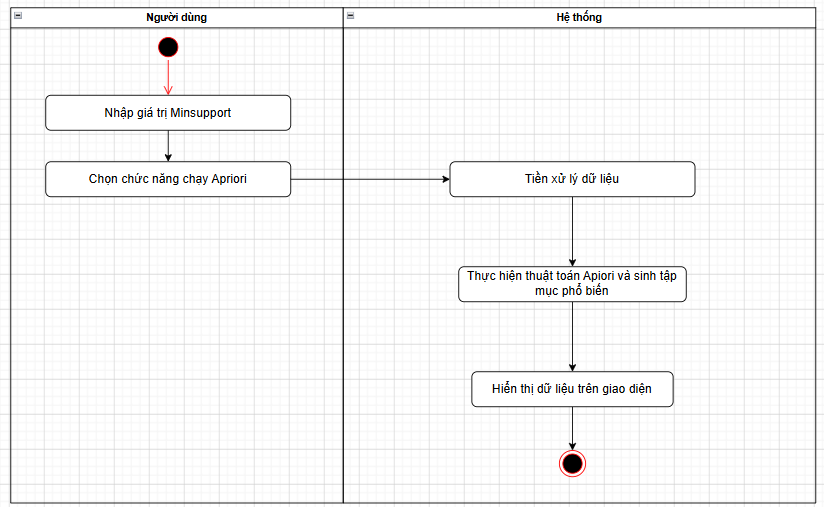 Người dùng
Hệ thống
Nhập giá trị Minsupport
Chọn chức năng chạy Apriori
Tiền xử lý dữ liệu
Thực hiện thuật toán Apiori và sinh tập
mục phổ biến
Hiển thị dữ liệu trên giao diện